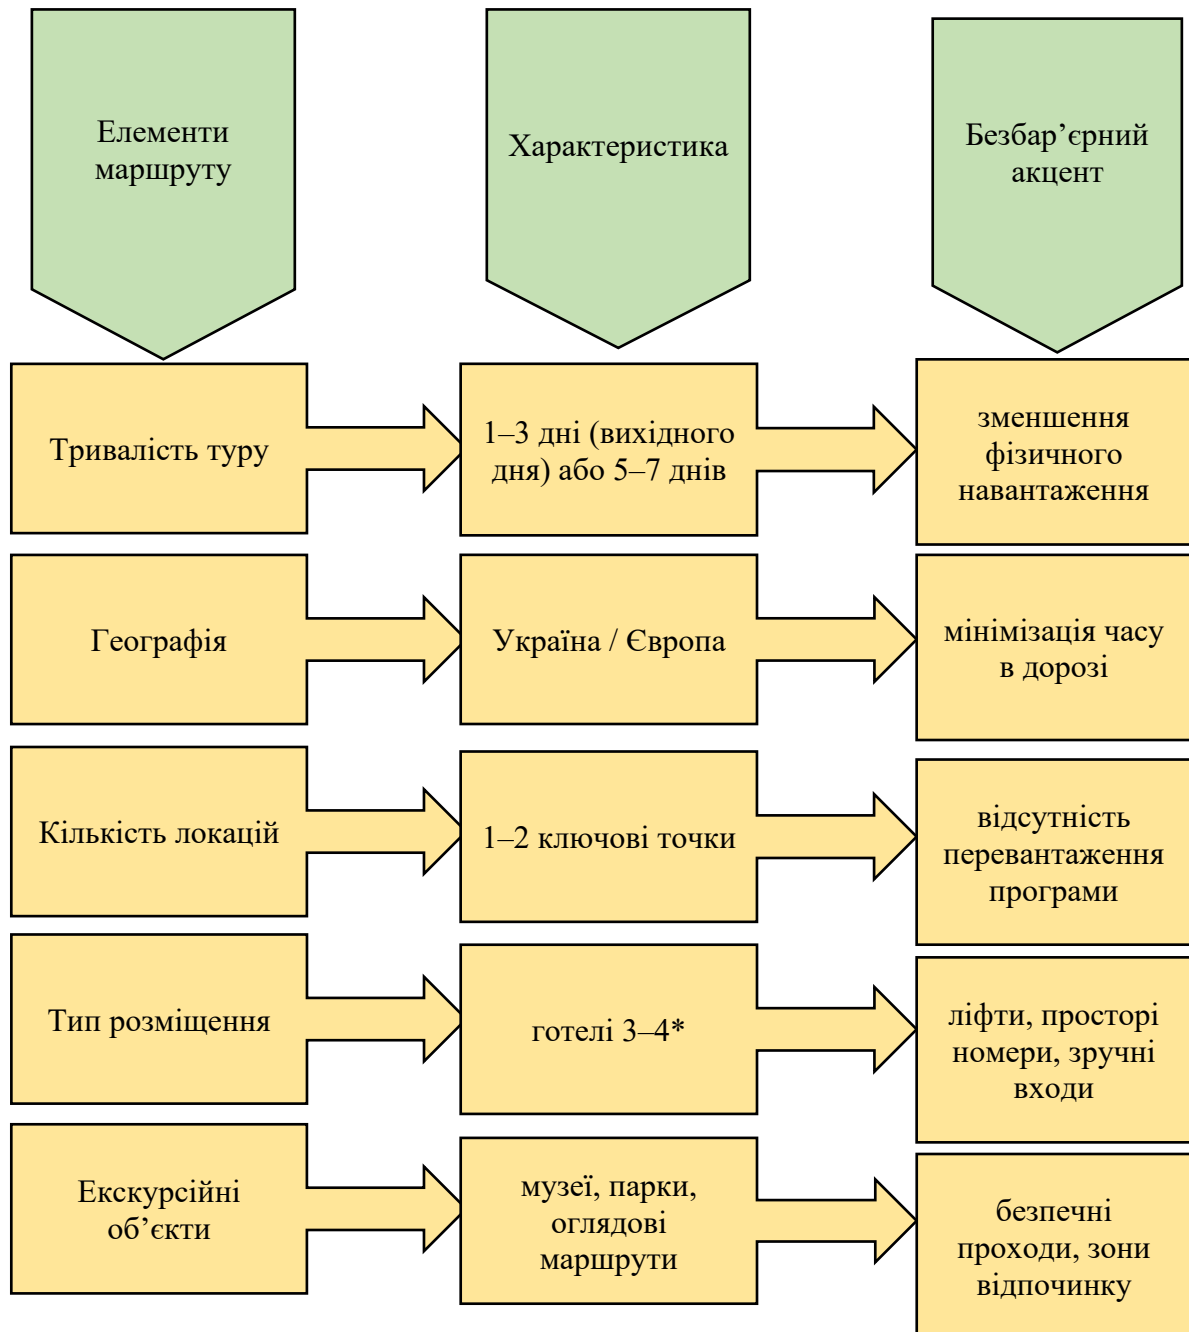 Елементи
маршруту
Характеристика
Безбар’єрний
акцент
Тривалість туру
1–3 дні (вихідного
дня) або 5–7 днів
зменшення
фізичного
навантаження
Географія
Україна / Європа
мінімізація часу
в дорозі
Кількість локацій
1–2 ключові точки
відсутність
перевантаження
програми
Тип розміщення
готелі 3–4*
ліфти, просторі
номери, зручні
входи
Екскурсійні
об’єкти
музеї, парки,
оглядові
маршрути
безпечні
проходи, зони
відпочинку